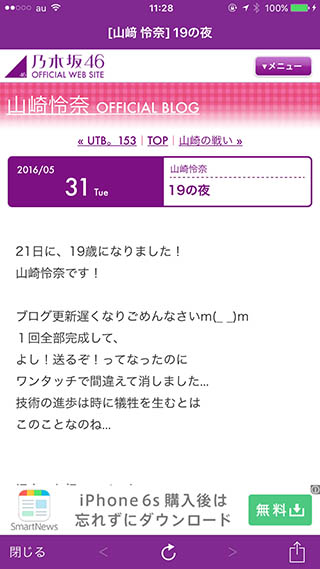 au 11:28 100%
[山﨑 怜奈] 19の夜
乃木坂46
OFFICIAL WEB SITE
▼メニュー
山崎怜奈 OFFICIAL BLOG
« UTB。153｜TOP｜山崎の戦い »
2016/05
31 Tue
山崎怜奈
19の夜
21日に、19歳になりました！
山崎怜奈です！
ブログ更新遅くなりごめんなさいm(_ _)m
１回全部完成して、
よし！送るぞ！ってなったのに
ワンタッチで間違えて消しました...
技術の進歩は時に犠牲を生むとは
このことなのね...
SmartNews
iPhone6s 購入後は
忘れずにダウンロード
無料
閉じる